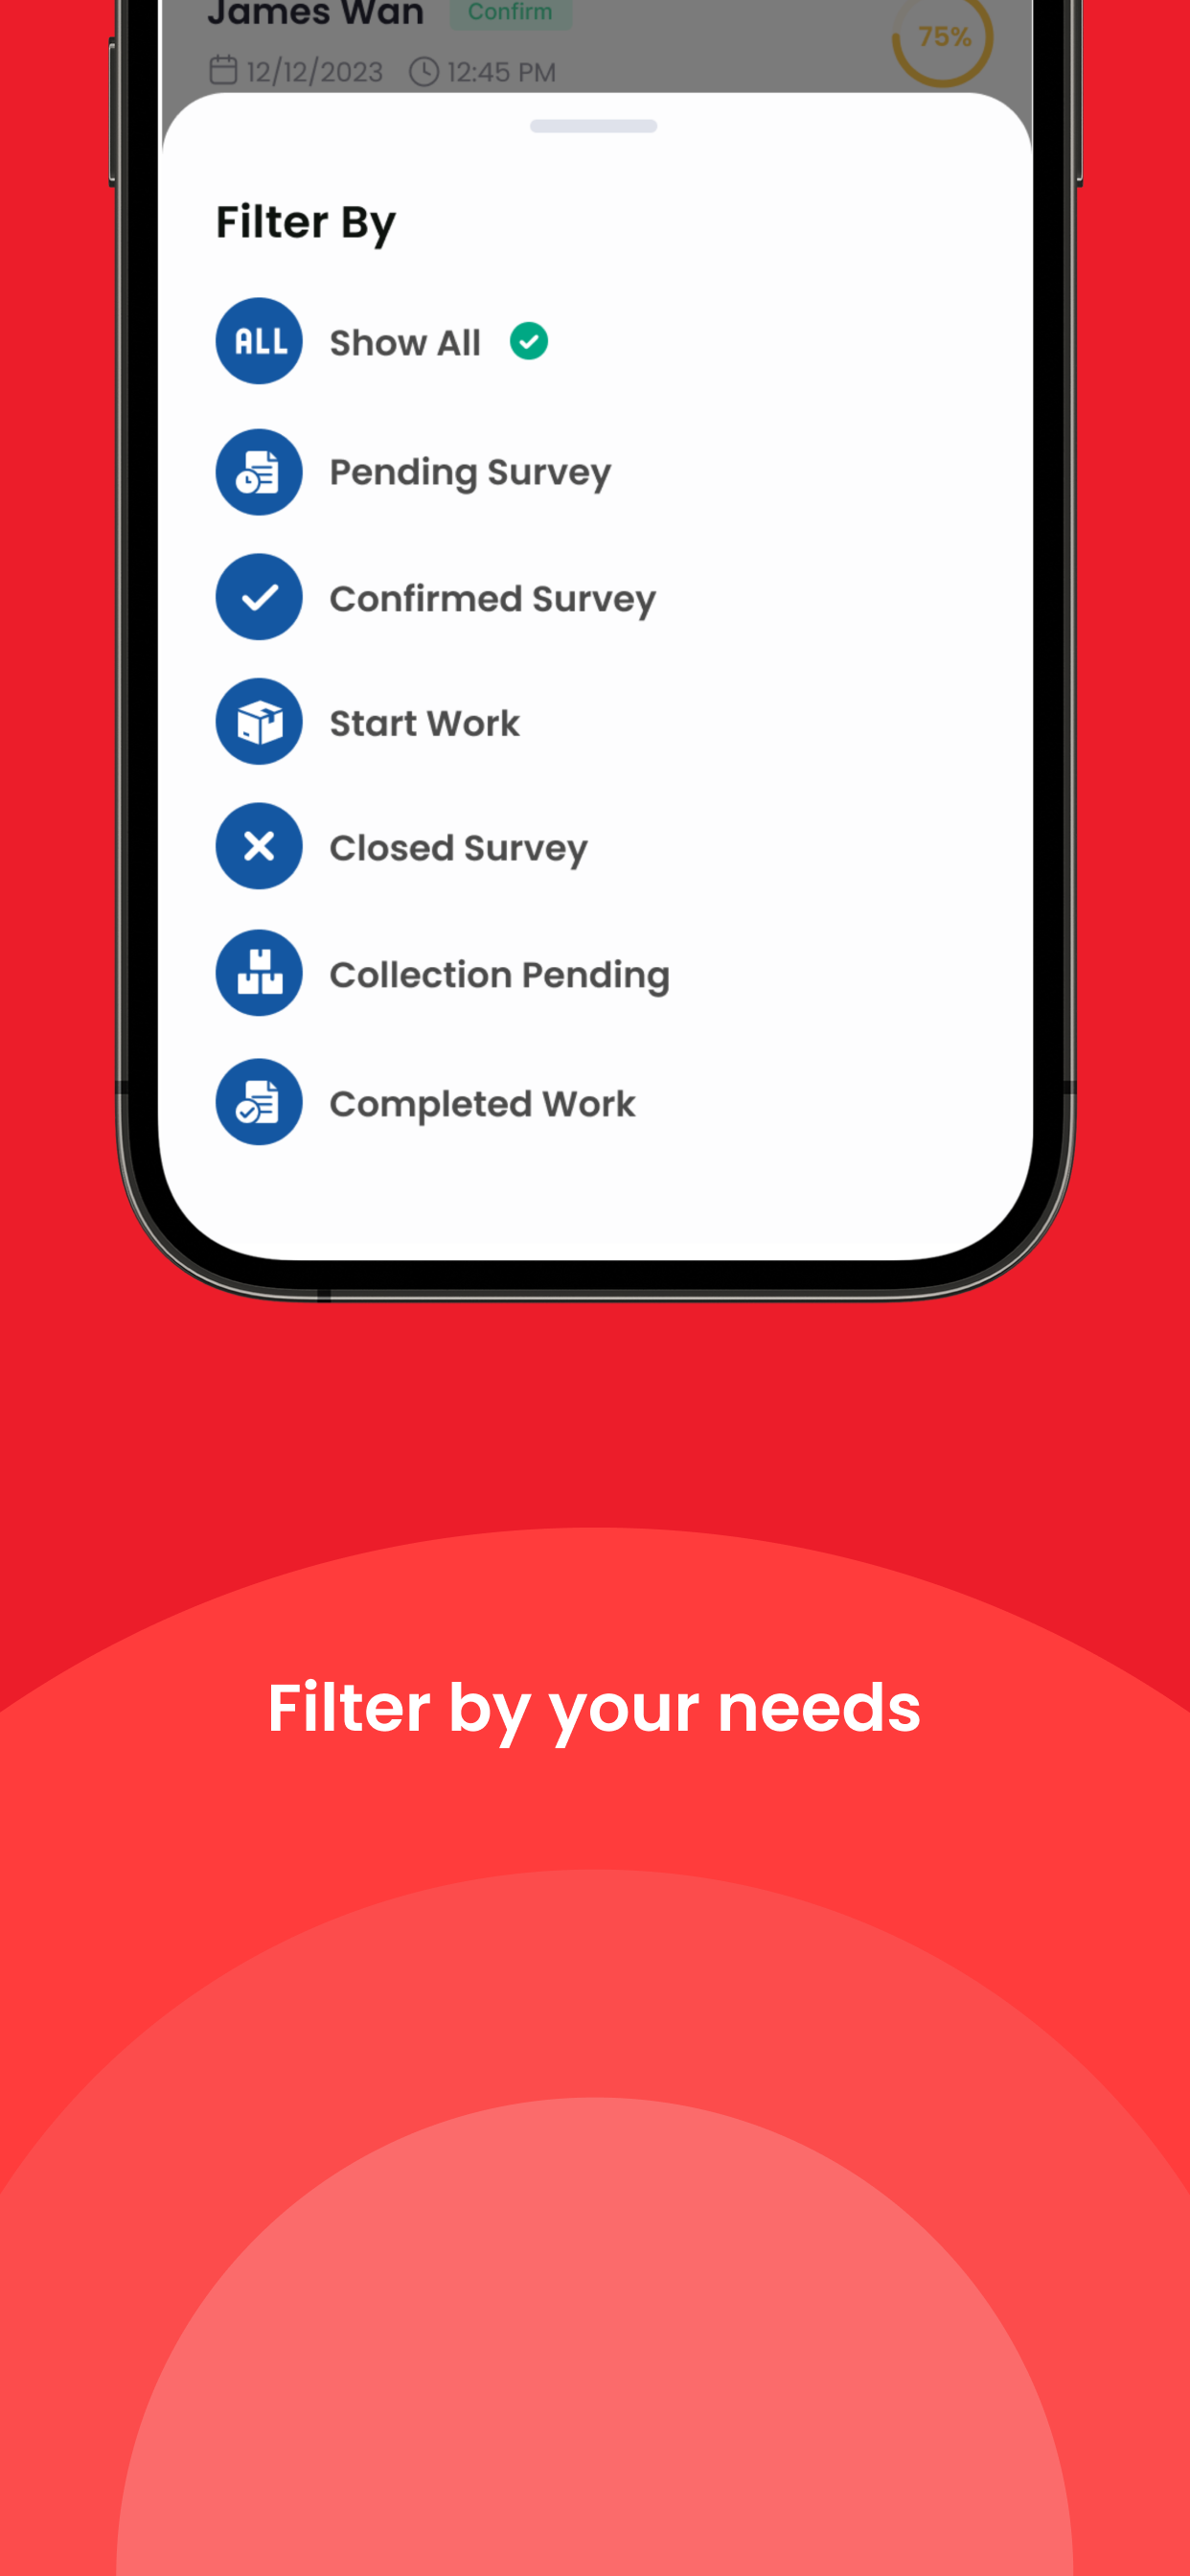 James Wan Confirm
75%
12/12/2023 12:45 PM
Filter By
ALL Show All
Pending Survey
Confirmed Survey
Start Work
Closed Survey
Collection Pending
Completed Work
Filter by your needs